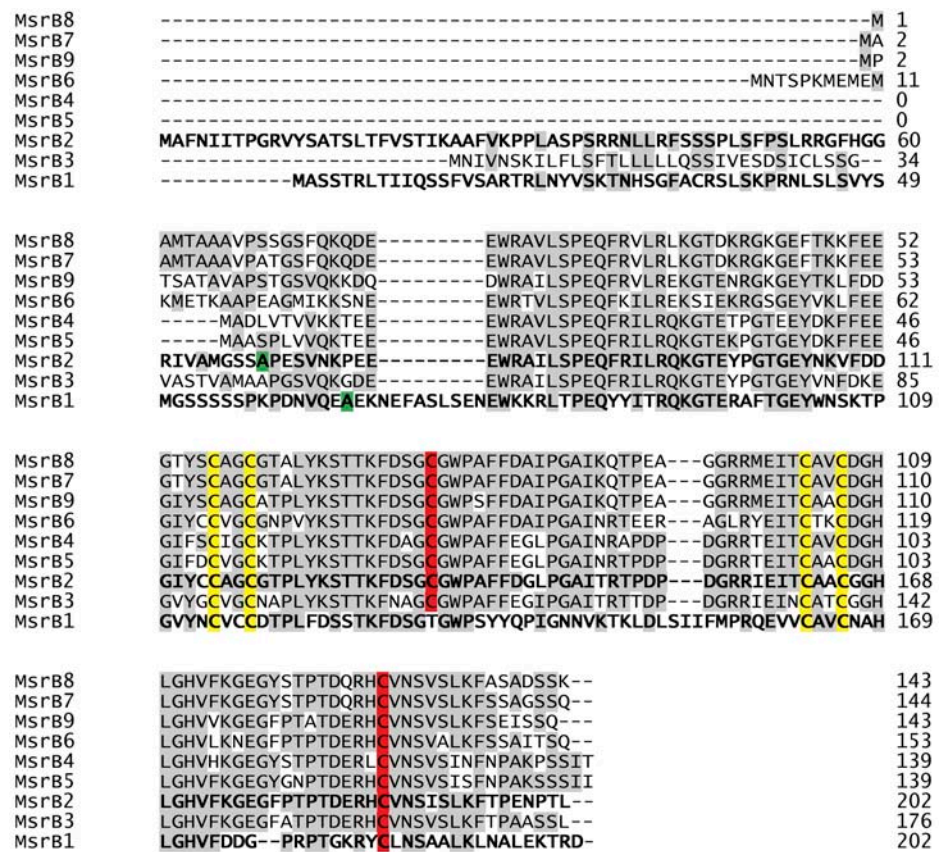 MsrB8 ------------------------------------------------------------M 1
MsrB7 -----------------------------------------------------------MA 2
MsrB9 -----------------------------------------------------------MP 2
MsrB6 -------------------------------------------------MNTSPKMEMEM 11
MsrB4 ------------------------------------------------------------ 0
MsrB5 ------------------------------------------------------------ 0
MsrB2 MAFNIITPGRVYSATSLTFVSTIKAAFVKPPLASPSRRNLLRFSSSPLSFPSLRRGFHGG 60
MsrB3 ------------------------MNIVNSKILFLSFTLLLLLQSSIVESDSICLSSG-- 34
MsrB1 -----------MASSTRLTIIQSSFVSARTRLNYVSKTNHSGFACRSLSKPRNLSLSVYS 49
MsrB8 AMTAAAVPSSGSFQKQDE---------EWRAVLSPEQFRVLRLKGTDKRGKGEFTKKFEE 52
MsrB7 AMTAAAVPATGSFQKQDE---------EWRAVLSPEQFRVLRLKGTDKRGKGEFTKKFEE 53
MsrB9 TSATAVAPSTGSVQKKDQ---------DWRAILSPEQFRVLREKGTENRGKGEYTKLFDD 53
MsrB6 KMETKAAPEAGMIKKSNE---------EWRTVLSPEQFKILREKSIEKRGSGEYVKLFEE 62
MsrB4 -----MADLVTVVKKTEE---------EWRAVLSPEQFRILRQKGTETPGTEEYDKFFEE 46
MsrB5 -----MAASPLVVQKTEE---------EWRAVLSPEQFRILRQKGTEKPGTGEYDKFFEE 46
MsrB2 RIVAMGSSAPESVNKPEE---------EWRAILSPEQFRILRQKGTEYPGTGEYNKVFDD 111
MsrB3 VASTVAMAAPGSVQKGDE---------EWRAILSPEQFRILRQKGTEYPGTGEYVNFDKE 85
MsrB1 MGSSSSSSPKPDNVQEAEKNEFASLSENEWKKRLTPEQYYITRQKGTERAFTGEYWNSKTP 109
MsrB8 GTYSCAGCGTALYKSTTKFDSGCGWPAFFDAIPGAIKQTPEA---GGRRMEITCAVCDGH 109
MsrB7 GTYSCAGCGTALYKSTTKFDSGCGWPAFFDAIPGAIKQTPEA---GGRRMEITCAVCDGH 110
MsrB9 GIYSCAGCATPLYKSTTKFDSGCGWPSFFDAIPGAIKQTPEA---GGRRMEITCAACDGH 110
MsrB6 GIYCCVGCGNPVYKSTTKFDSGCGWPAFFDAIPGAINRTEER---AGLRYEITCTKCDGH 119
MsrB4 GIFSCIGCKTPLYKSTTKFDAGCGWPAFFEGLPGAINRAPDP---DGRRTEITCAVCDGH 103
MsrB5 GIFDCVGCKTPLYKSTTKFDSGCGWPAFFEGLPGAINRTPDP---DGRRTEITCAACDGH 103
MsrB2 GIYCCAGCGTPLYKSTTKFDSGCGWPAFFDGLPGAITRTPDP---DGRRIEITCAACGGH 168
MsrB3 GVYGCVGCNAPLYKSTTKFNAGCGWPAFFEGIPGAITRTTDP---DGRRIEINCATCGGH 142
MsrB1 GVYNCVCCDTPLFDSSTKFDSGTGWPSYYQPIGNNVKTKLDLSIIFMPRQEVVCAVCNAH 169
MsrB8 LGHVFKGEGYSTPTDQRHCVNSVSLKFASADSSK-- 143
MsrB7 LGHVFKGEGYSTPTDQRHCVNSVSLKFSSAGSSQ-- 144
MsrB9 LGHVVKGEGFPTATDERHCVNSVSLKFSEISSQ--- 143
MsrB6 LGHVLKNEGFPTPTDERHCVNSVALKFSSAITSQ-- 153
MsrB4 LGHVHKGEGYSTPTDERLCVNSVSINFNPAKPSSIT 139
MsrB5 LGHVFKGEGYGNPTDERHCVNSVSISFNPAKSSSII 139
MsrB2 LGHVFKGEGFPTPTDERHCVNSISLKFTPENPTL-- 202
MsrB3 LGHVFKGEGFATPTDERHCVNSVSLKFTPAASSL-- 176
MsrB1 LGHVFDDG--PRPTGKRYCLNSAALKLNALEKTRD- 202